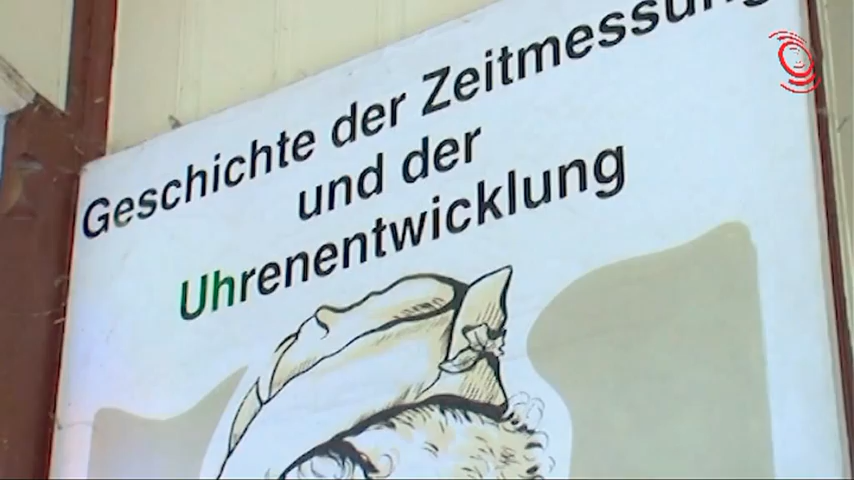 Geschichte der Zeitmessung
und der
Uhrenentwicklung